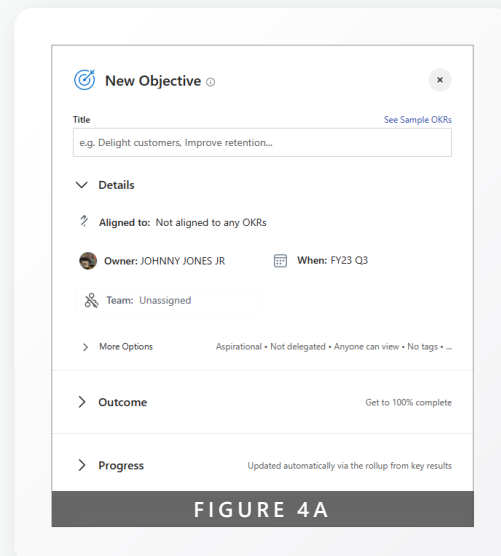 New Objective
×
Title
See Sample OKRs
e.g. Delight customers, Improve retention...
Details
Aligned to: Not aligned to any OKRs
Owner: JOHNNY JONES JR
When: FY23 Q3
Team: Unassigned
More Options
Aspirational • Not delegated • Anyone can view • No tags • ...
Outcome
Get to 100% complete
Progress
Updated automatically via the rollup from key results
FIGURE 4A